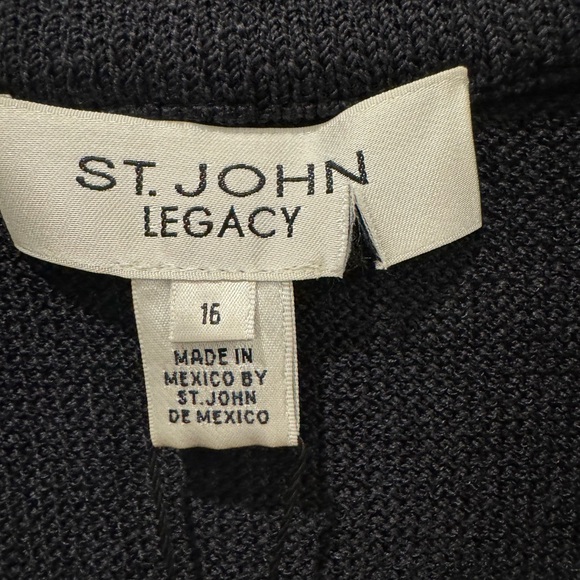 ST. JOHN
LEGACY
16
MADE IN
MEXICO BY
ST.JOHN
DE MEXICO